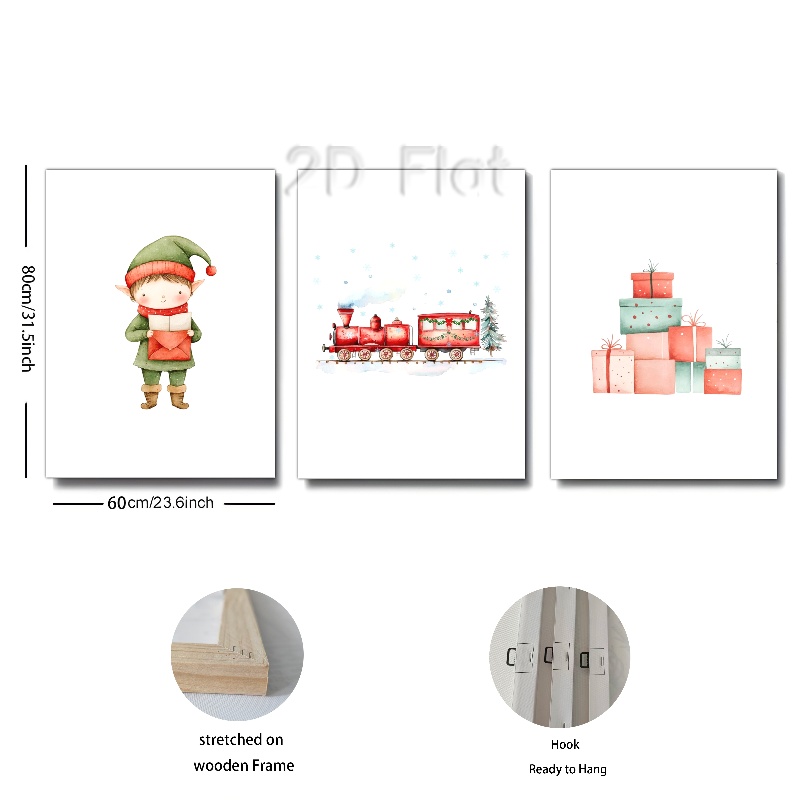 2D Flat
80cm/31.5inch
60cm/23.6inch
stretched on
wooden Frame
Hook
Ready to Hang